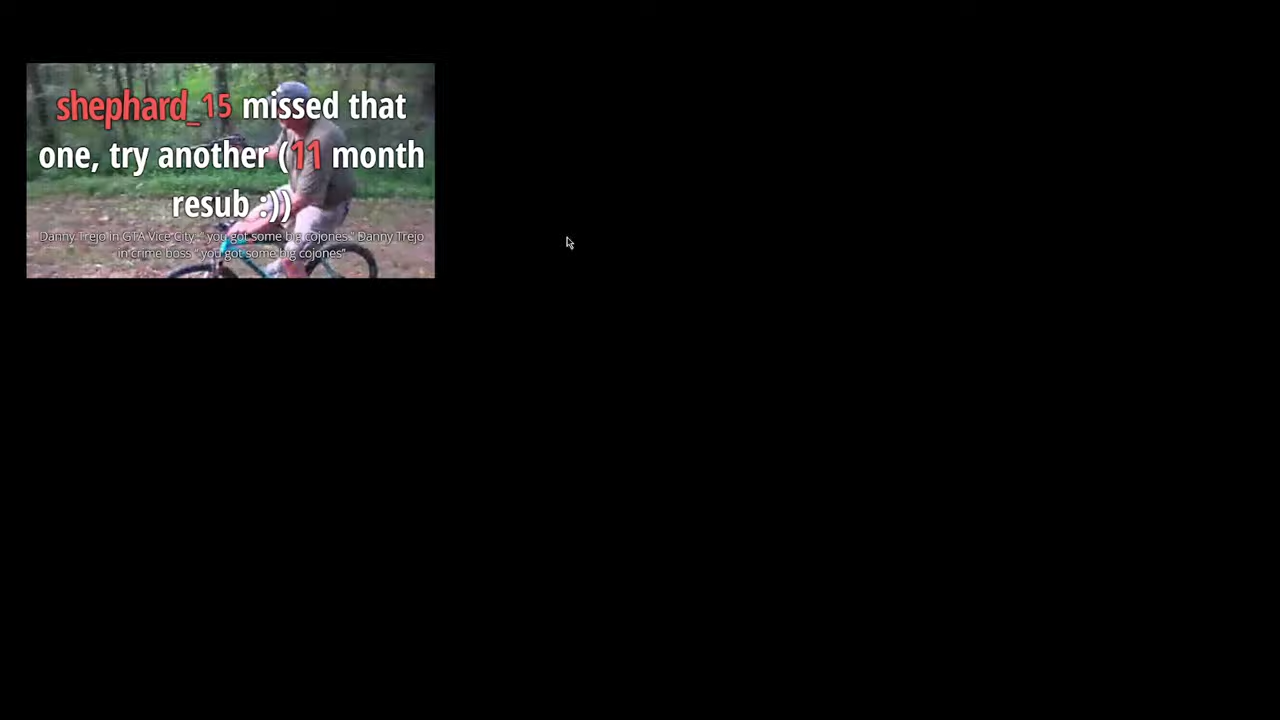 shephard_15 missed that
one, try another (11 month
resub :))
Danny Trejo in GTA Vice City " you got some big cojones " Danny Trejo
in crime boss " you got some big cojones"